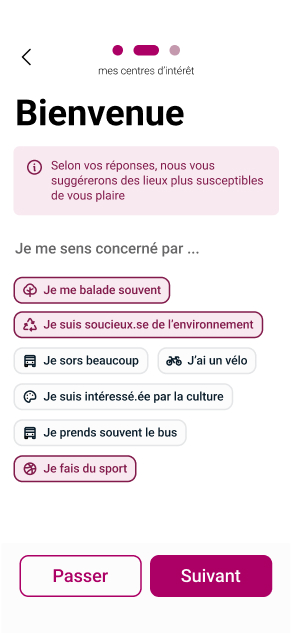 mes centres d'intérêt
Bienvenue
Selon vos réponses, nous vous
suggérerons des lieux plus susceptibles
de vous plaire
Je me sens concerné par ...
Je me balade souvent
Je suis soucieux.se de l'environnement
Je sors beaucoup
J'ai un vélo
Je suis intéressé.ée par la culture
Je prends souvent le bus
Je fais du sport
Passer
Suivant